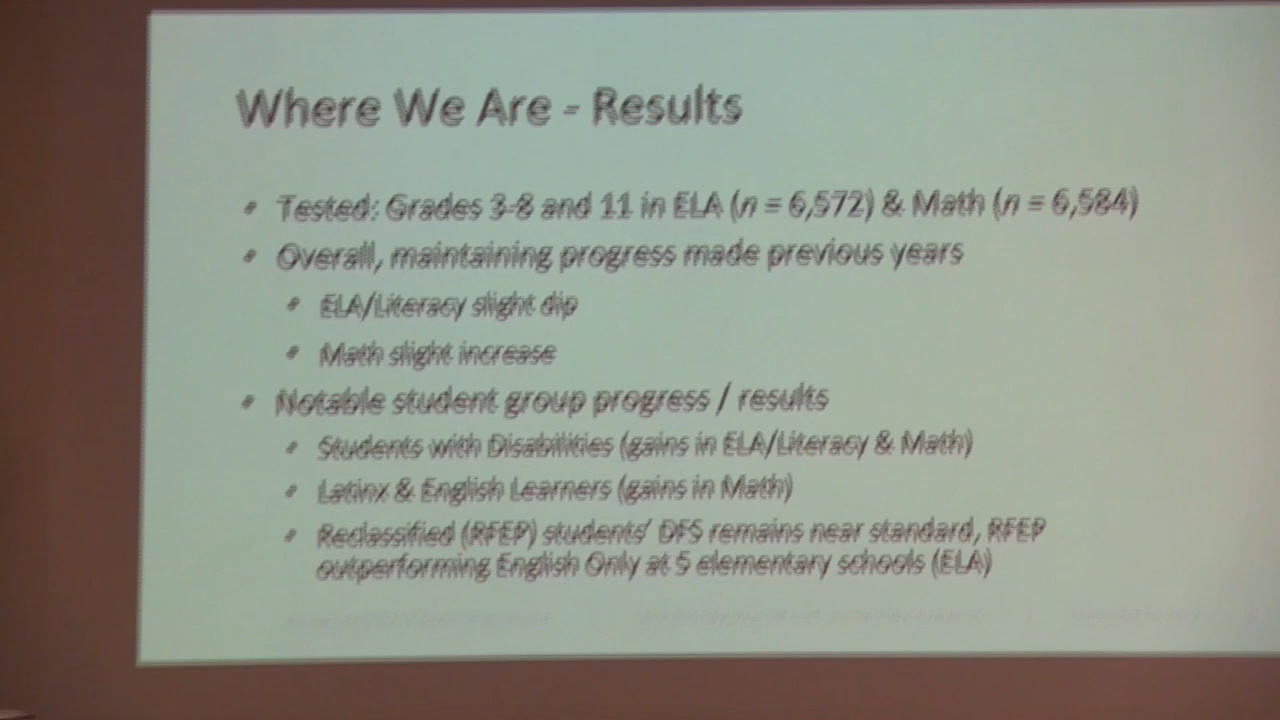 Where We Are - Results
• Tested: Grades 3-8 and 11 in ELA (n = 6,572) & Math (n = 6,584)
• Overall, maintaining progress made previous years
• ELA/Literacy slight dip
• Math slight increase
• Notable student group progress / results
• Students with Disabilities (gains in ELA/Literacy & Math)
• Latinx & English Learners (gains in Math)
• Reclassified (RFEP) students' DFS remains near standard, RFEP
outperforming English Only at 5 elementary schools (ELA)